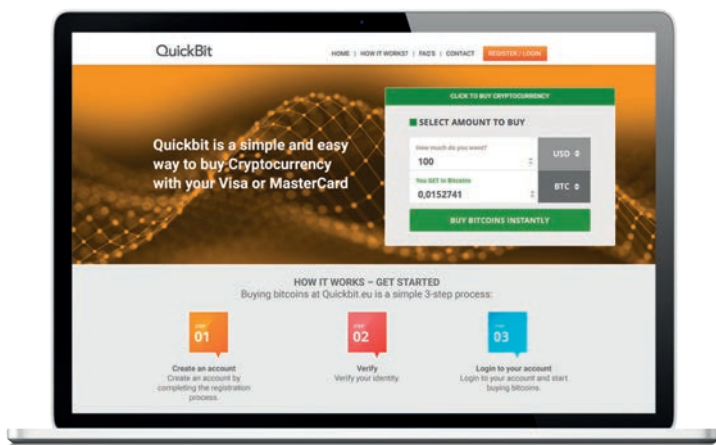 QuickBit
HOME | HOW IT WORKS? | FAQ'S | CONTACT
REGISTER / LOGIN
CLICK TO BUY CRYPTOCURRENCY
SELECT AMOUNT TO BUY
How much do you want?
100
USD
You GET in Bitcoins
0,0152741
BTC
BUY BITCOINS INSTANTLY
Quickbit is a simple and easy
way to buy Cryptocurrency
with your Visa or MasterCard
HOW IT WORKS – GET STARTED
Buying bitcoins at Quickbit.eu is a simple 3-step process:
STEP
01
Create an account
Create an account by
completing the registration
process.
STEP
02
Verify
Verify your identity.
STEP
03
Login to your account
Login to your account and start
buying bitcoins.